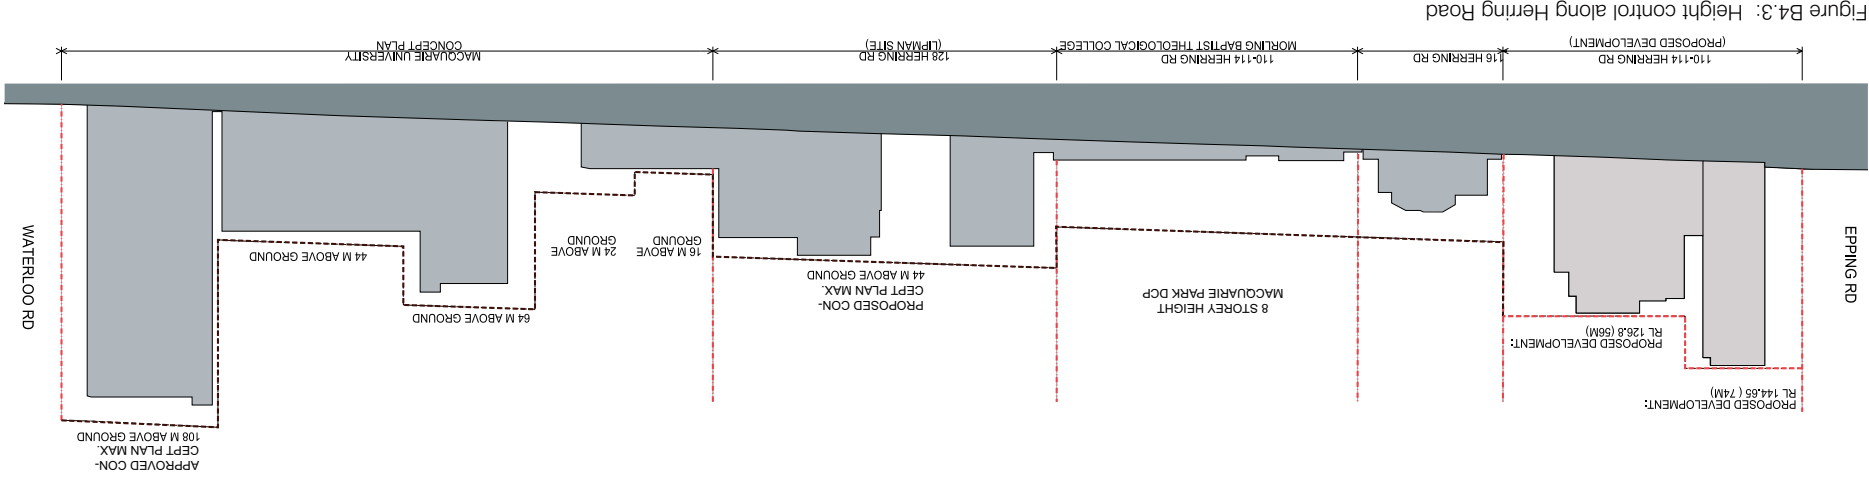 APPROVED CON-
CEPT PLAN MAX.
108 M ABOVE GROUND
PROPOSED DEVELOPMENT:
RL 144.65 ( 74M)
PROPOSED DEVELOPMENT:
RL 126.8 (56M)
8 STOREY HEIGHT
MACQUARIE PARK DCP
PROPOSED CON-
CEPT PLAN MAX.
44 M ABOVE GROUND
16 M ABOVE
GROUND
24 M ABOVE
GROUND
64 M ABOVE GROUND
44 M ABOVE GROUND
EPPING RD
WATERLOO RD
110-114 HERRING RD
(PROPOSED DEVELOPMENT)
116 HERRING RD
110-114 HERRING RD
MORLING BAPTIST THEOLOGICAL COLLEGE
128 HERRING RD
(LIPMAN SITE)
MACQUARIE UNIVERSITY
CONCEPT PLAN
Figure B4.3: Height control along Herring Road